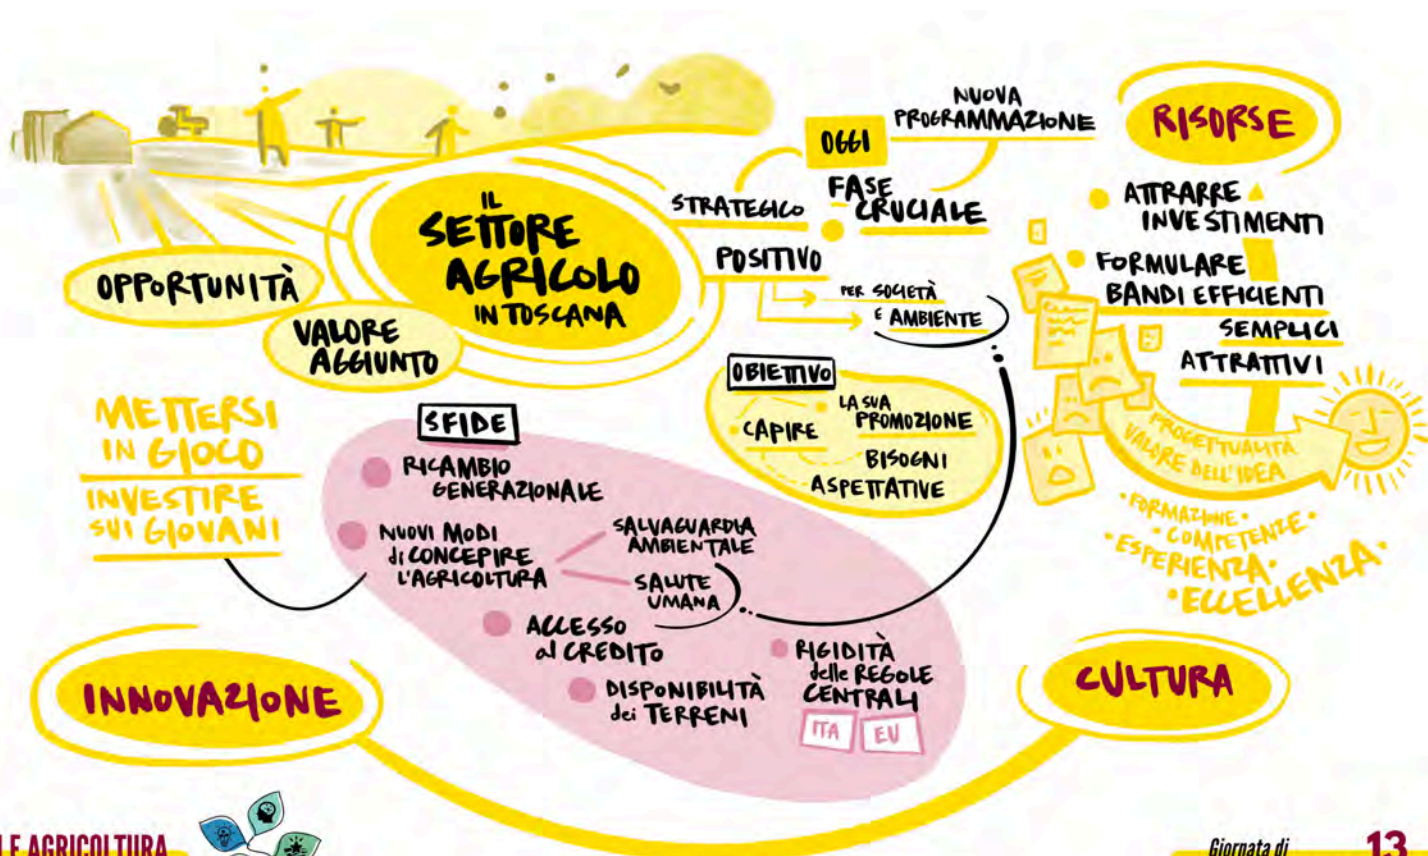 IL
SETTORE
AGRICOLO
IN TOSCANA
OPPORTUNITÀ
VALORE
AGGIUNTO
STRATEGICO
OGGI
FASE
CRUCIALE
NUOVA
PROGRAMMAZIONE
POSITIVO
PER SOCIETÀ
E AMBIENTE
RISORSE
ATTRARRE
INVESTIMENTI
FORMULARE
BANDI EFFICIENTI
SEMPLICI
ATTRATTIVI
PROGETTUALITÀ
VALORE DELL'IDEA
• FORMAZIONE •
• COMPETENZE •
• ESPERIENZA •
• ECCELLENZA •
OBIETTIVO
CAPIRE
LA SUA
PROMOZIONE
BISOGNI
ASPETTATIVE
METTERSI
IN GIOCO
INVESTIRE
SUI GIOVANI
SFIDE
RICAMBIO
GENERAZIONALE
NUOVI MODI
di CONCEPIRE
L'AGRICOLTURA
SALVAGUARDIA
AMBIENTALE
SALUTE
UMANA
ACCESSO
al CREDITO
DISPONIBILITÀ
dei TERRENI
RIGIDITÀ
delle REGOLE
CENTRALI
ITA EU
INNOVAZIONE
CULTURA
LE AGRICOLTURA
Giornata di
13